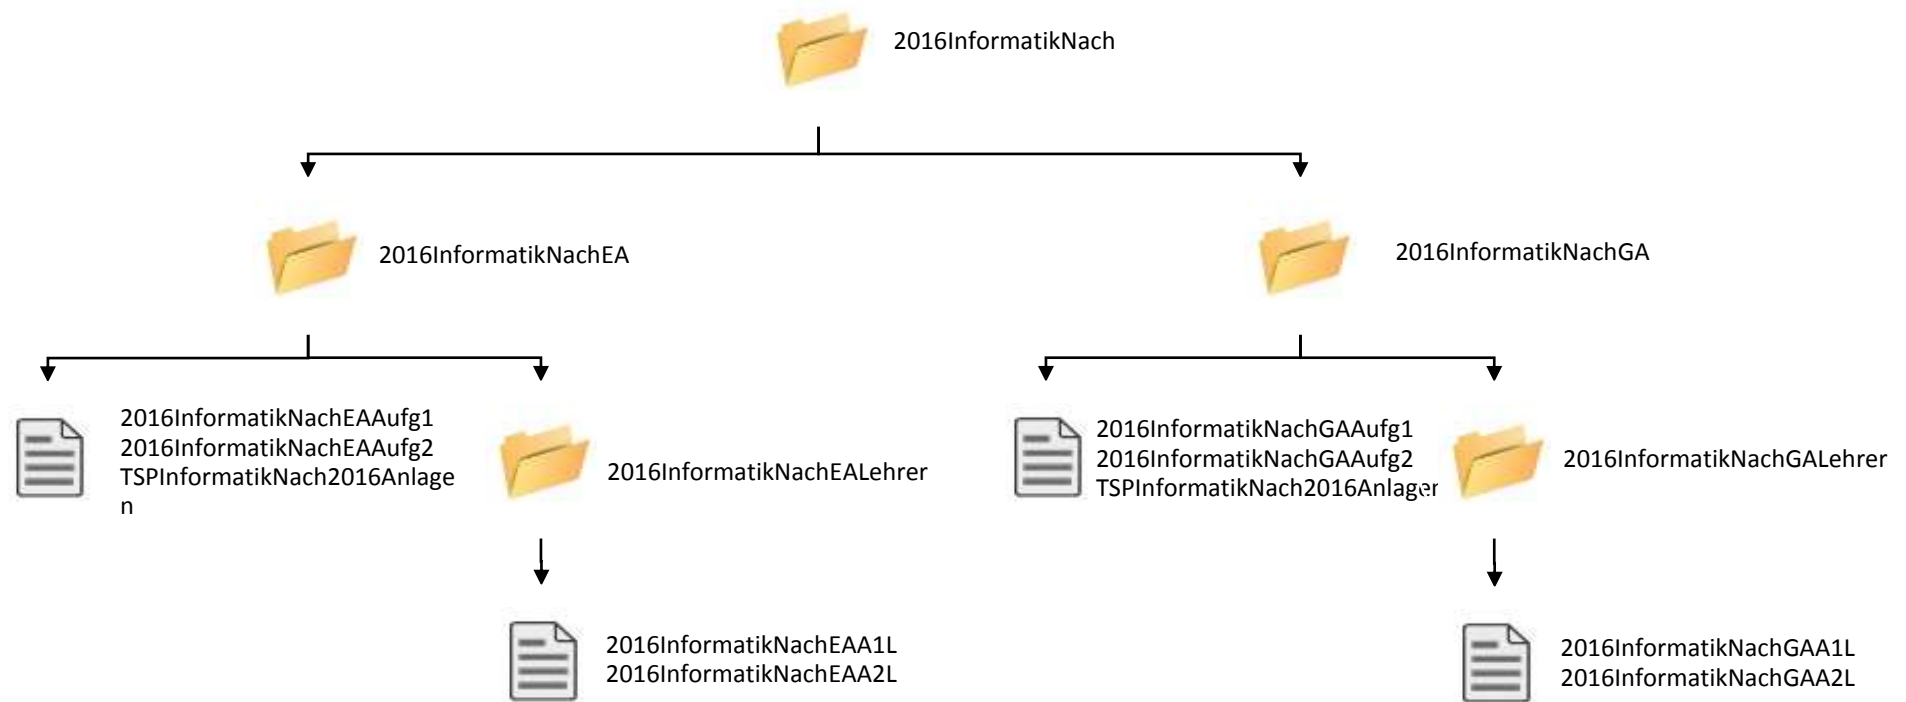 2016InformatikNach
2016InformatikNachEA
2016InformatikNachGA
2016InformatikNachEAAufg1
2016InformatikNachEAAufg2
TSPInformatikNach2016Anlage
n
2016InformatikNachEALehrer
2016InformatikNachGAAufg1
2016InformatikNachGAAufg2
TSPInformatikNach2016Anlagen
2016InformatikNachGALehrer
2016InformatikNachEAA1L
2016InformatikNachEAA2L
2016InformatikNachGAA1L
2016InformatikNachGAA2L